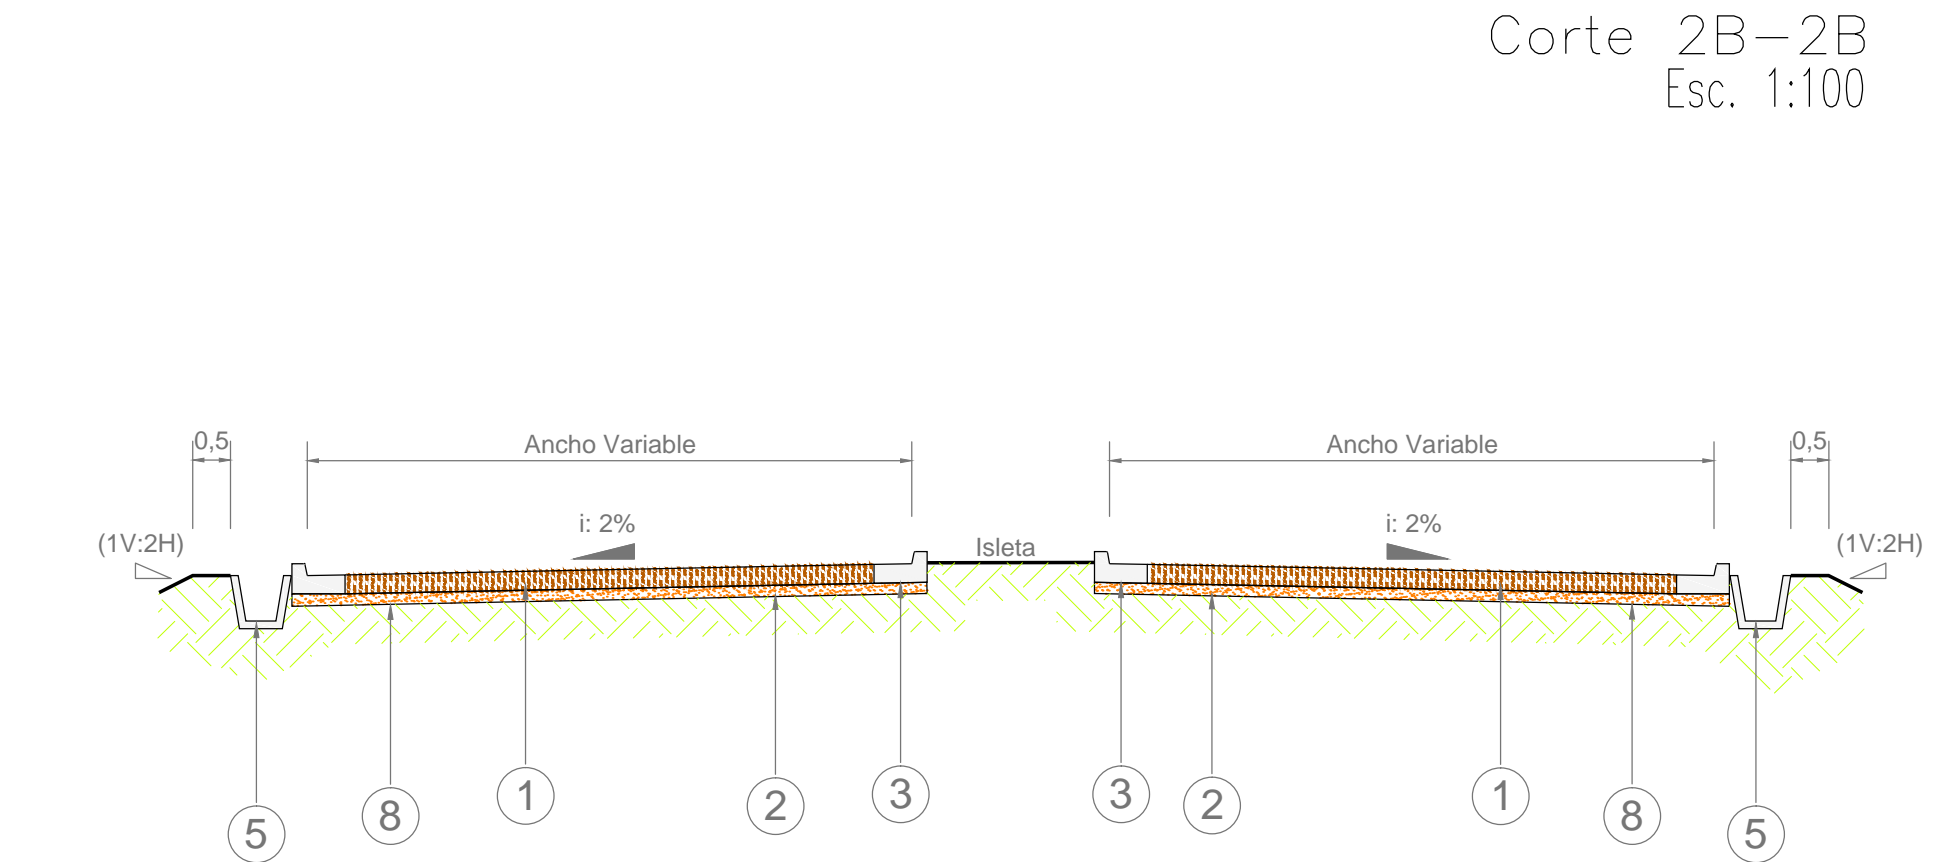 Corte 2B-2B
Esc. 1:100
0,5 Ancho Variable Ancho Variable 0,5
i: 2% i: 2%
(1V:2H) Isleta (1V:2H)
5 8 1 2 3 3 2 1 8 5